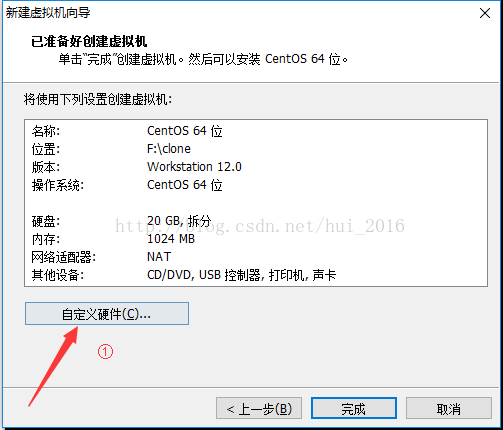 新建虚拟机向导
已准备好创建虚拟机
单击“完成”创建虚拟机。然后可以安装 CentOS 64 位。
将使用下列设置创建虚拟机:
名称: CentOS 64 位
位置: F:\clone
版本: Workstation 12.0
操作系统: CentOS 64 位
硬盘: 20 GB, 拆分
http://blog.csdn.net/hui_2016
内存: 1024 MB
网络适配器: NAT
其他设备: CD/DVD, USB 控制器, 打印机, 声卡
自定义硬件(C)...
①
< 上一步(B) 完成 取消